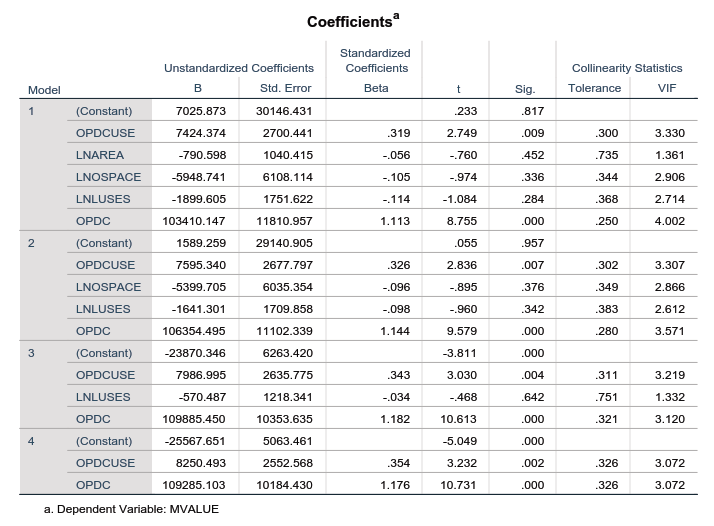 Coefficients^a
Standardized
Unstandardized Coefficients Coefficients Collinearity Statistics
Model B Std. Error Beta t Sig. Tolerance VIF
1 (Constant) 7025.873 30146.431 .233 .817
OPDCUSE 7424.374 2700.441 .319 2.749 .009 .300 3.330
LNAREA -790.598 1040.415 -.056 -.760 .452 .735 1.361
LNOSPACE -5948.741 6108.114 -.105 -.974 .336 .344 2.906
LNLUSES -1899.605 1751.622 -.114 -1.084 .284 .368 2.714
OPDC 103410.147 11810.957 1.113 8.755 .000 .250 4.002
2 (Constant) 1589.259 29140.905 .055 .957
OPDCUSE 7595.340 2677.797 .326 2.836 .007 .302 3.307
LNOSPACE -5399.705 6035.354 -.096 -.895 .376 .349 2.866
LNLUSES -1641.301 1709.858 -.098 -.960 .342 .383 2.612
OPDC 106354.495 11102.339 1.144 9.579 .000 .280 3.571
3 (Constant) -23870.346 6263.420 -3.811 .000
OPDCUSE 7986.995 2635.775 .343 3.030 .004 .311 3.219
LNLUSES -570.487 1218.341 -.034 -.468 .642 .751 1.332
OPDC 109885.450 10353.635 1.182 10.613 .000 .321 3.120
4 (Constant) -25567.651 5063.461 -5.049 .000
OPDCUSE 8250.493 2552.568 .354 3.232 .002 .326 3.072
OPDC 109285.103 10184.430 1.176 10.731 .000 .326 3.072
a. Dependent Variable: MVALUE